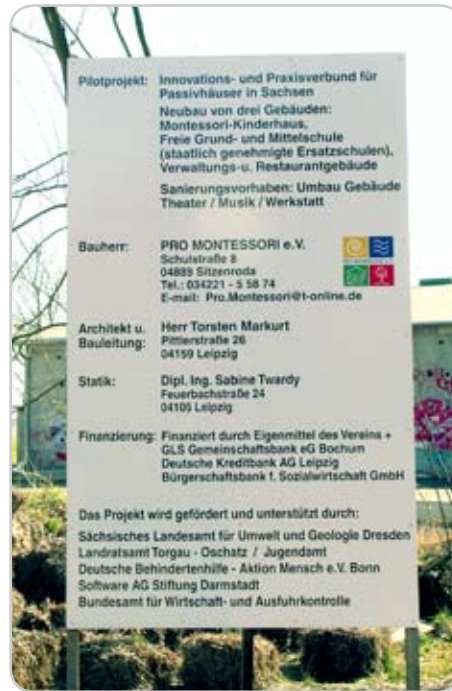 Pilotprojekt: Innovations- und Praxisverbund für
Passivhäuser in Sachsen
Neubau von drei Gebäuden:
Montessori-Kinderhaus,
Freie Grund- und Mittelschule
(staatlich genehmigte Ersatzschulen),
Verwaltungs-u. Restaurantgebäude
Sanierungsvorhaben: Umbau Gebäude
Theater / Musik / Werkstatt
Bauherr: PRO MONTESSORI e.V.
Schulstraße 8
04889 Sitzenroda
Tel.: 034221 - 5 58 74
E-mail: Pro.Montessori@t-online.de
Architekt u. Herr Torsten Markurt
Bauleitung: Pittlerstraße 26
04159 Leipzig
Statik: Dipl. Ing. Sabine Twardy
Feuerbachstraße 24
04105 Leipzig
Finanzierung: Finanziert durch Eigenmittel des Vereins +
GLS Gemeinschaftsbank eG Bochum
Deutsche Kreditbank AG Leipzig
Bürgerschaftsbank f. Sozialwirtschaft GmbH
Das Projekt wird gefördert und unterstützt durch:
Sächsisches Landesamt für Umwelt und Geologie Dresden
Landratsamt Torgau - Oschatz / Jugendamt
Deutsche Behindertenhilfe - Aktion Mensch e.V. Bonn
Software AG Stiftung Darmstadt
Bundesamt für Wirtschaft- und Ausfuhrkontrolle